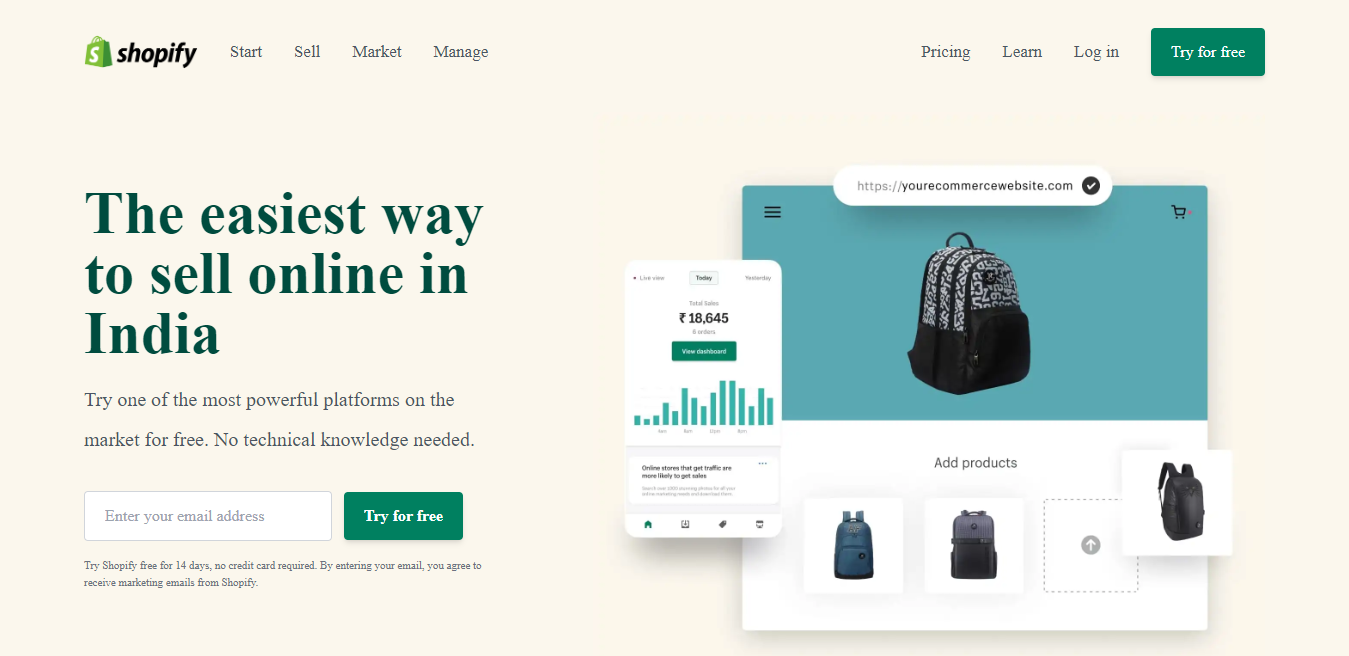 shopify
Start
Sell
Market
Manage
Pricing
Learn
Log in
Try for free
The easiest way
to sell online in
India
Try one of the most powerful platforms on the
market for free. No technical knowledge needed.
Enter your email address
Try for free
Try Shopify free for 14 days, no credit card required. By entering your email, you agree to
receive marketing emails from Shopify.
https://yourecommercewebsite.com
Live view
Today
Yesterday
Total Sales
₹ 18,645
View dashboard
Online stores that get traffic are
more likely to get sales
Add products